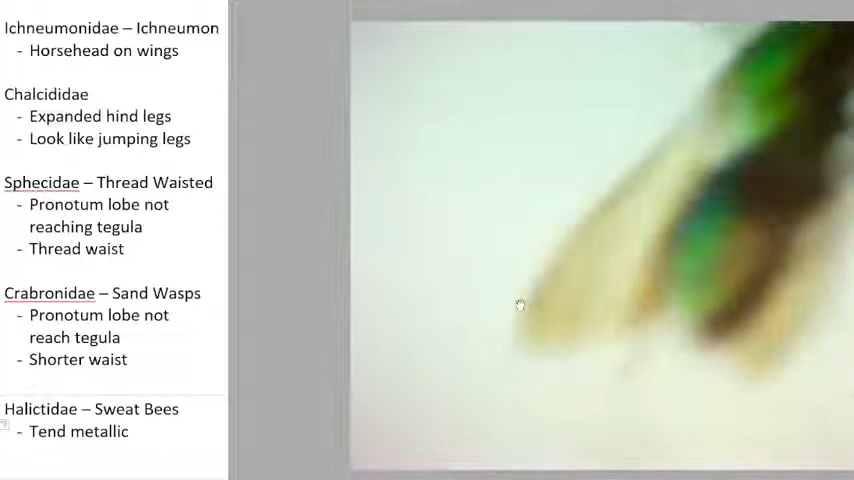 Ichneumonidae – Ichneumon
- Horsehead on wings
Chalcididae
- Expanded hind legs
- Look like jumping legs
Sphecidae – Thread Waisted
- Pronotum lobe not
reaching tegula
- Thread waist
Crabronidae – Sand Wasps
- Pronotum lobe not
reach tegula
- Shorter waist
Halictidae – Sweat Bees
- Tend metallic